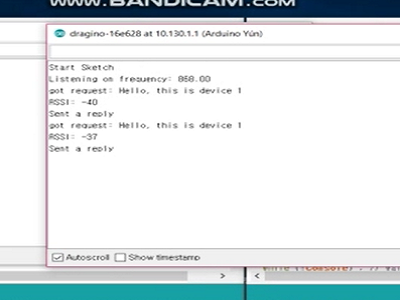 www.BANDICAM.com
dragino-16e628 at 10.130.1.1 (Arduino Yún)
Start Sketch
Listening on frequency: 868.00
got request: Hello, this is device 1
RSSI: -40
Sent a reply
got request: Hello, this is device 1
RSSI: -37
Sent a reply
Autoscroll
Show timestamp
while (!Console) ; // Wai